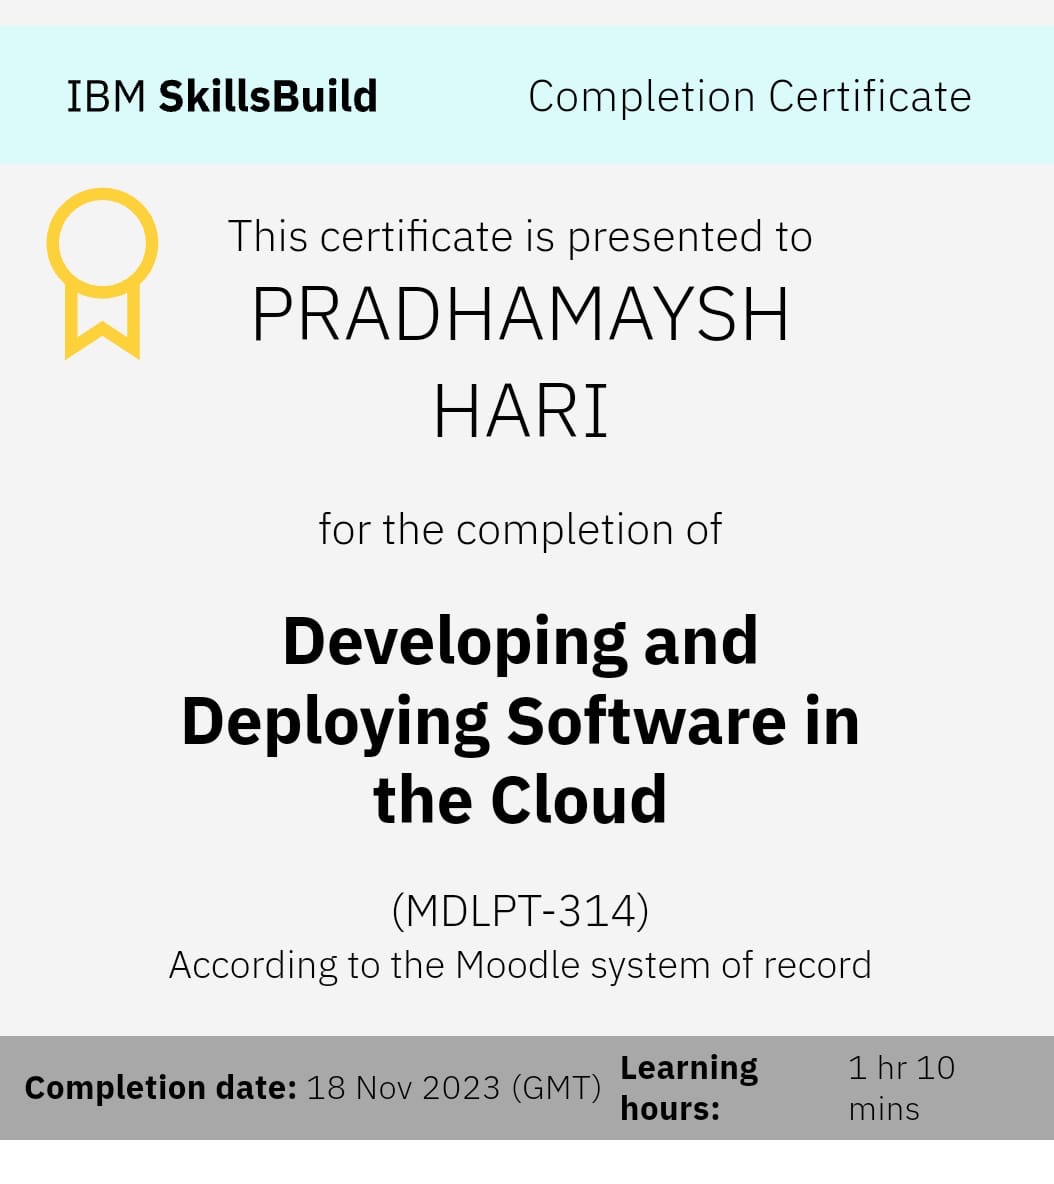 IBM SkillsBuild
Completion Certificate
This certificate is presented to
PRADHAMAYSH
HARI
for the completion of
Developing and
Deploying Software in
the Cloud
(MDLPT-314)
According to the Moodle system of record
Completion date: 18 Nov 2023 (GMT)
Learning
hours:
1 hr 10
mins